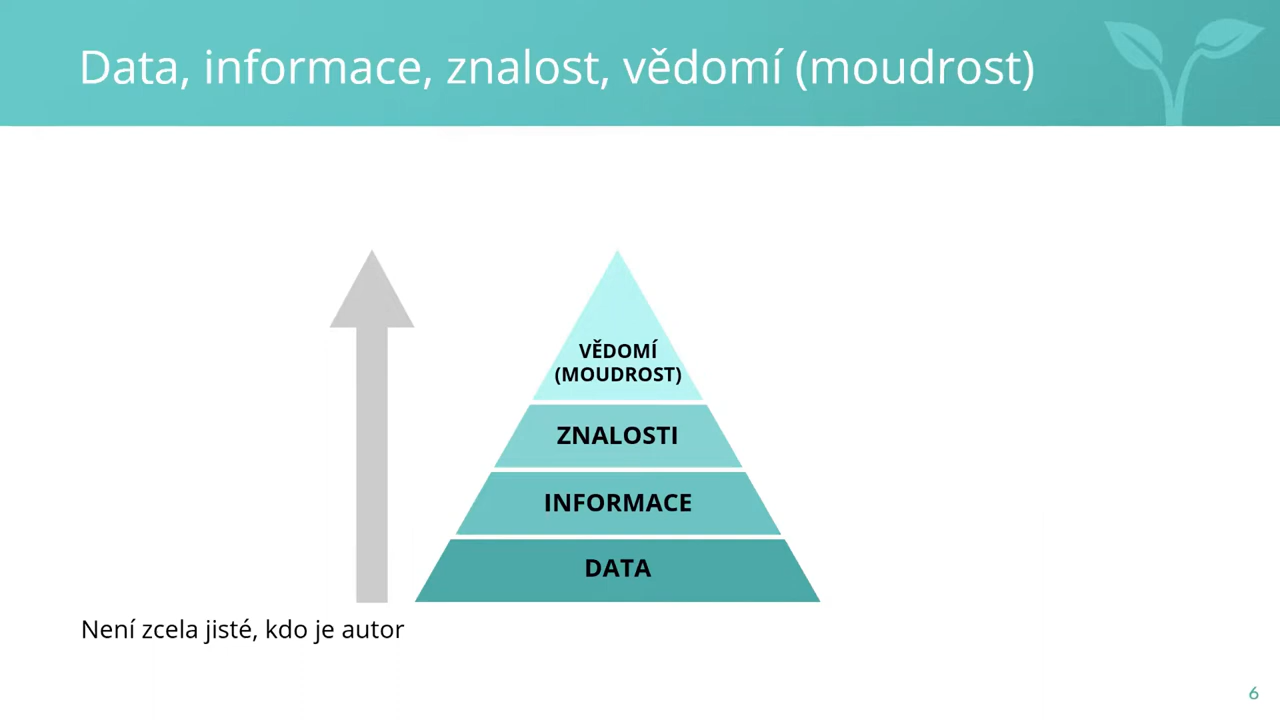 Data, informace, znalost, vědomí (moudrost)
VĚDOMÍ
(MOUDROST)
ZNALOSTI
INFORMACE
DATA
Není zcela jisté, kdo je autor
6